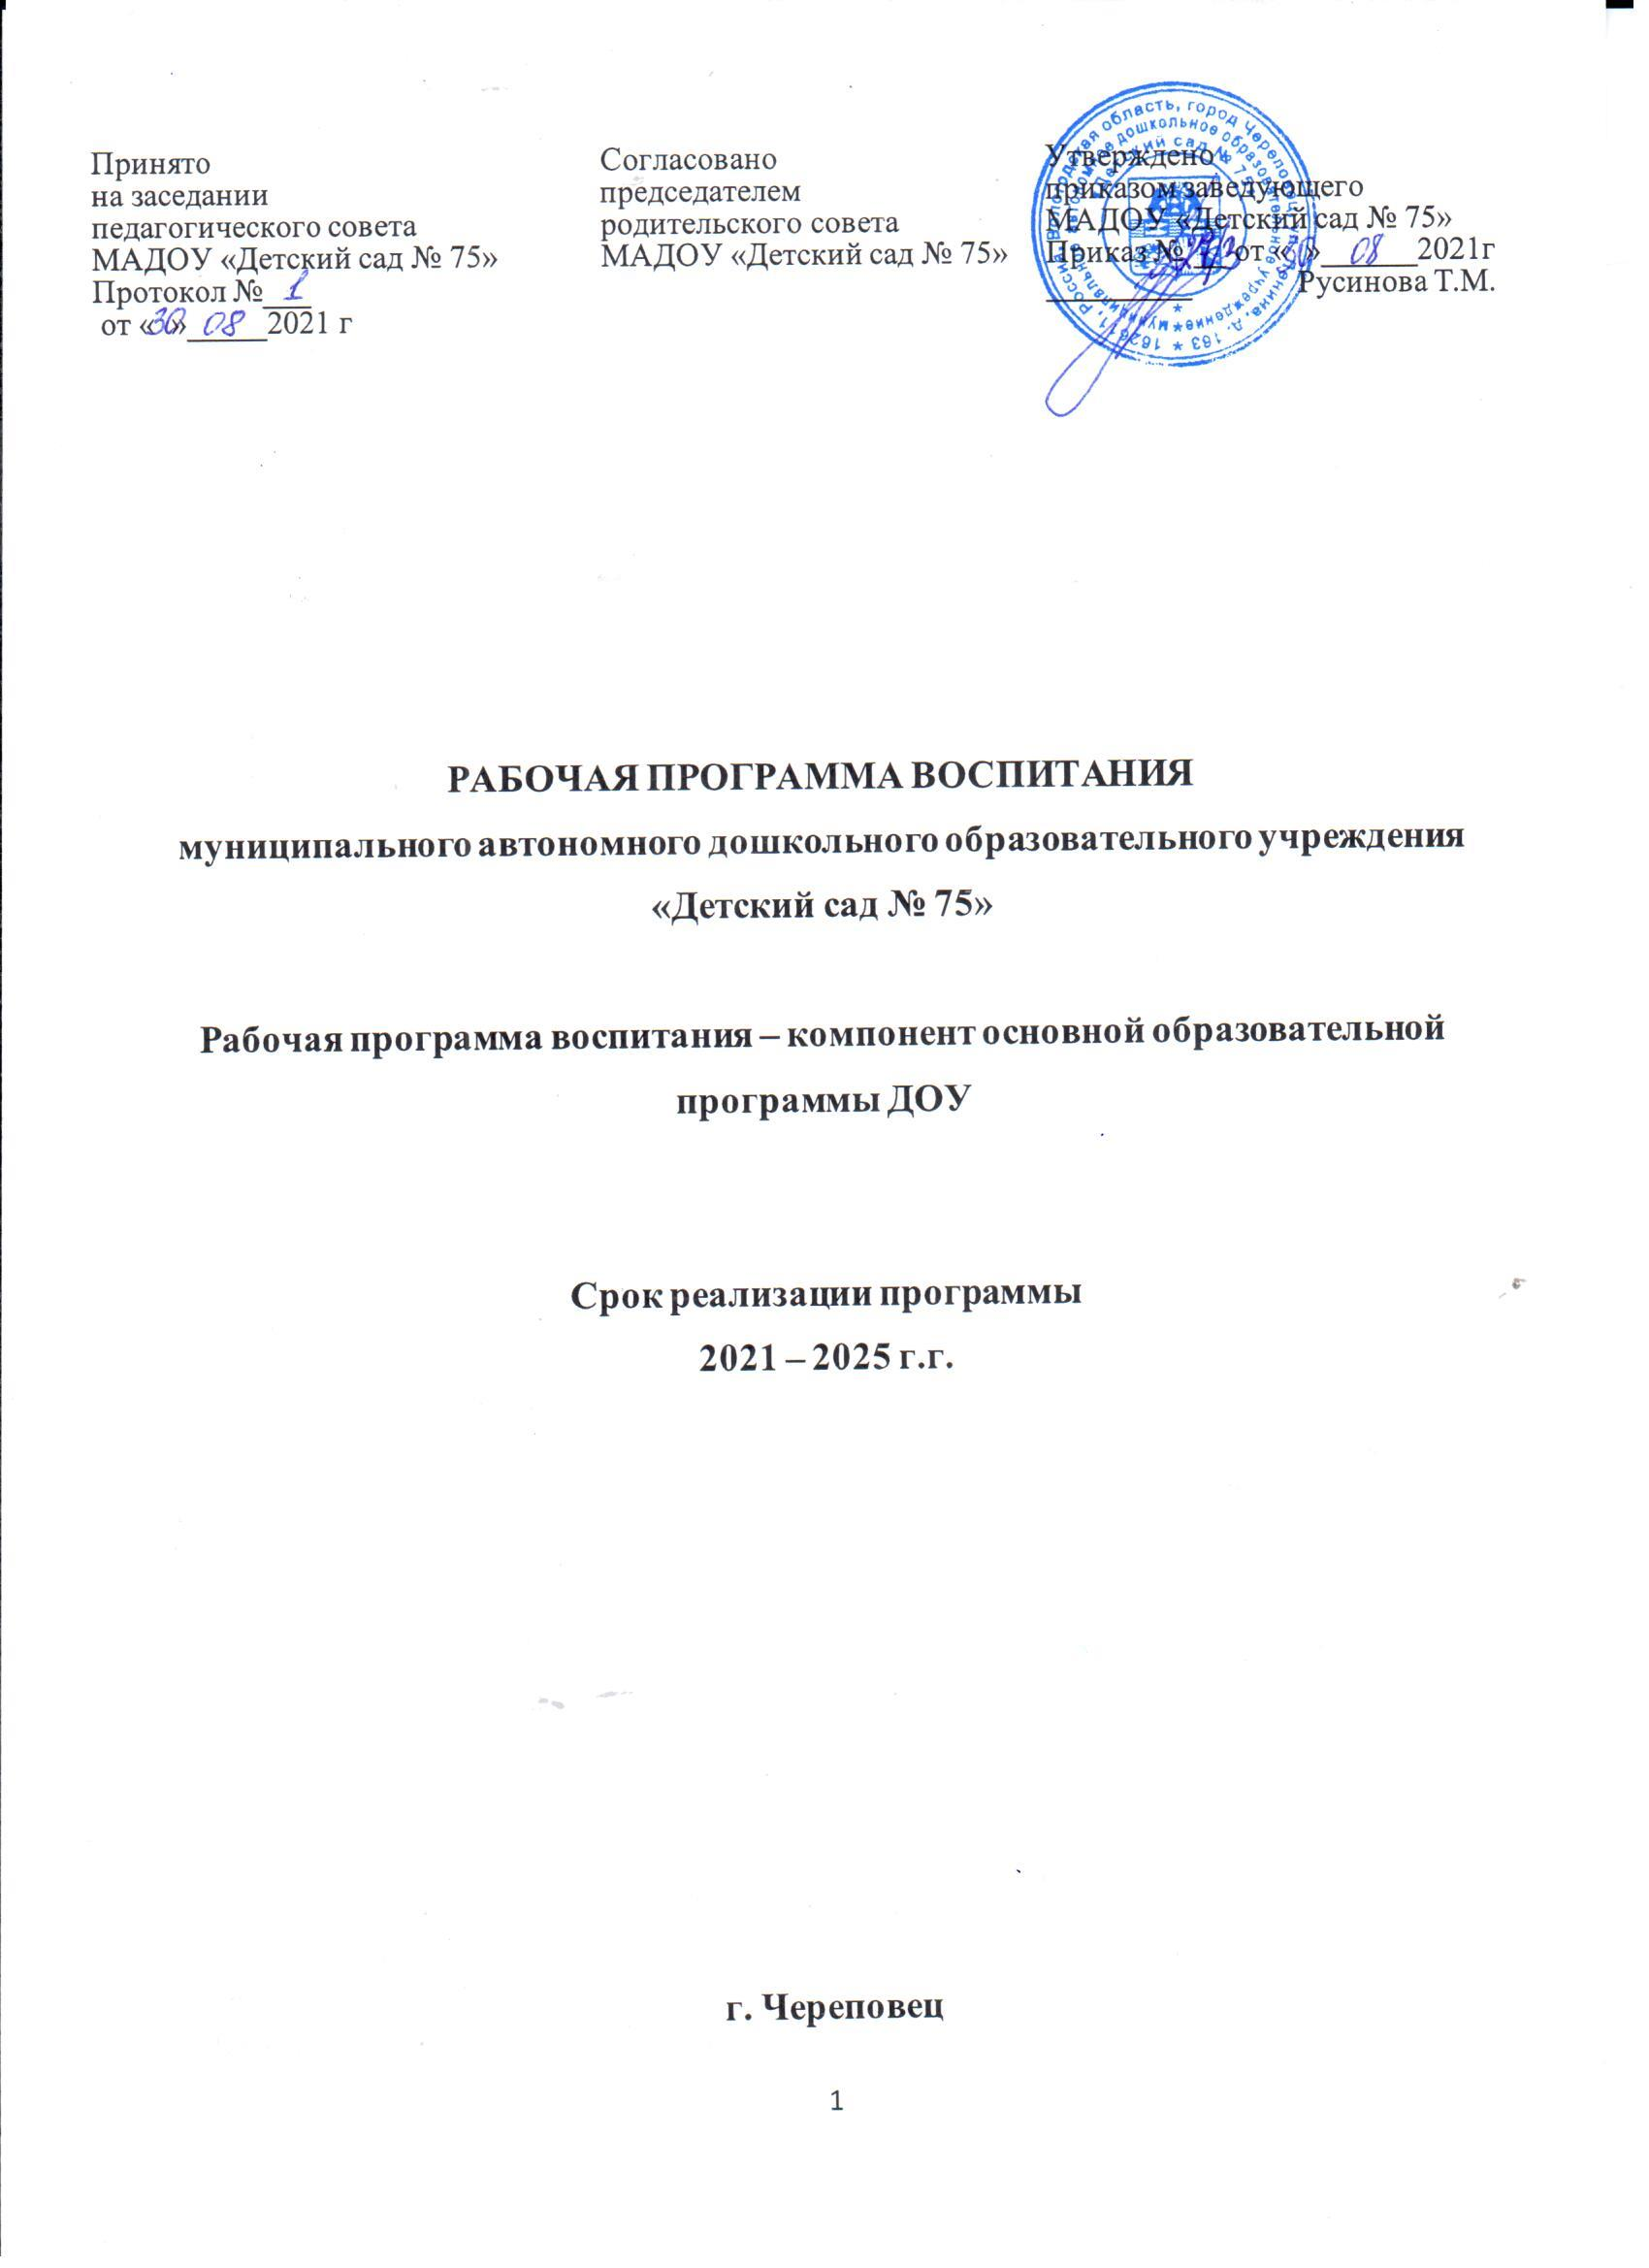 Принято
на заседании
педагогического совета
МАДОУ «Детский сад № 75»
Протокол № 1
от «30» 08 2021 г
Согласовано
председателем
родительского совета
МАДОУ «Детский сад № 75»
Утверждено
приказом заведующего
МАДОУ «Детский сад № 75»
Приказ № от «30» 08 2021г
Русинова Т.М.
РАБОЧАЯ ПРОГРАММА ВОСПИТАНИЯ
муниципального автономного дошкольного образовательного учреждения
«Детский сад № 75»
Рабочая программа воспитания – компонент основной образовательной
программы ДОУ
Срок реализации программы
2021 – 2025 г.г.
г. Череповец
1